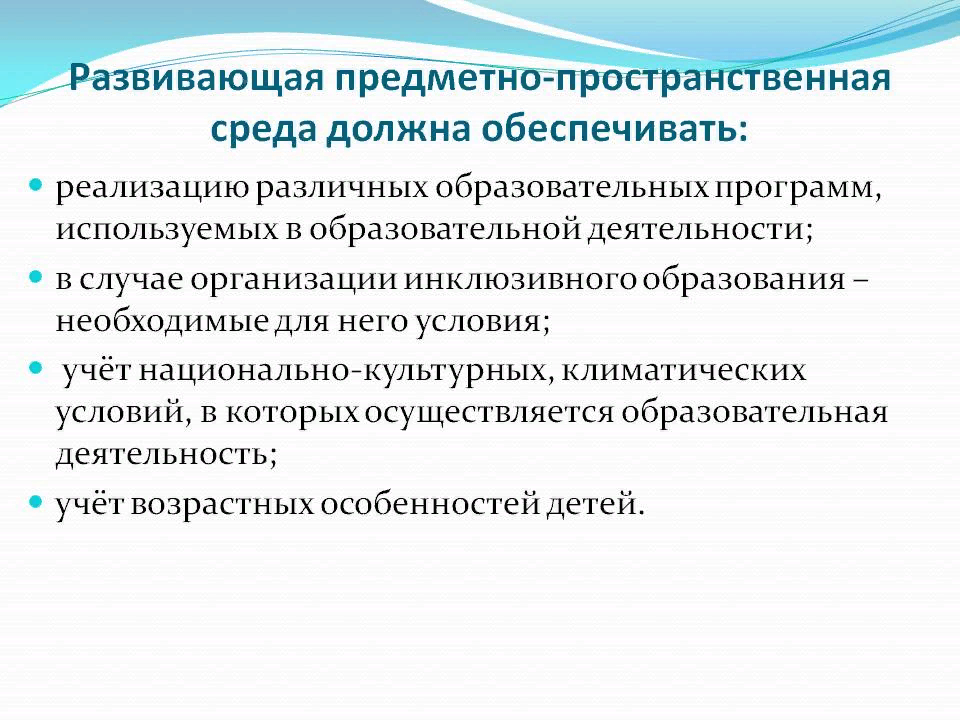 Развивающая предметно-пространственная
среда должна обеспечивать:
• реализацию различных образовательных программ,
используемых в образовательной деятельности;
• в случае организации инклюзивного образования –
необходимые для него условия;
• учёт национально-культурных, климатических
условий, в которых осуществляется образовательная
деятельность;
• учёт возрастных особенностей детей.